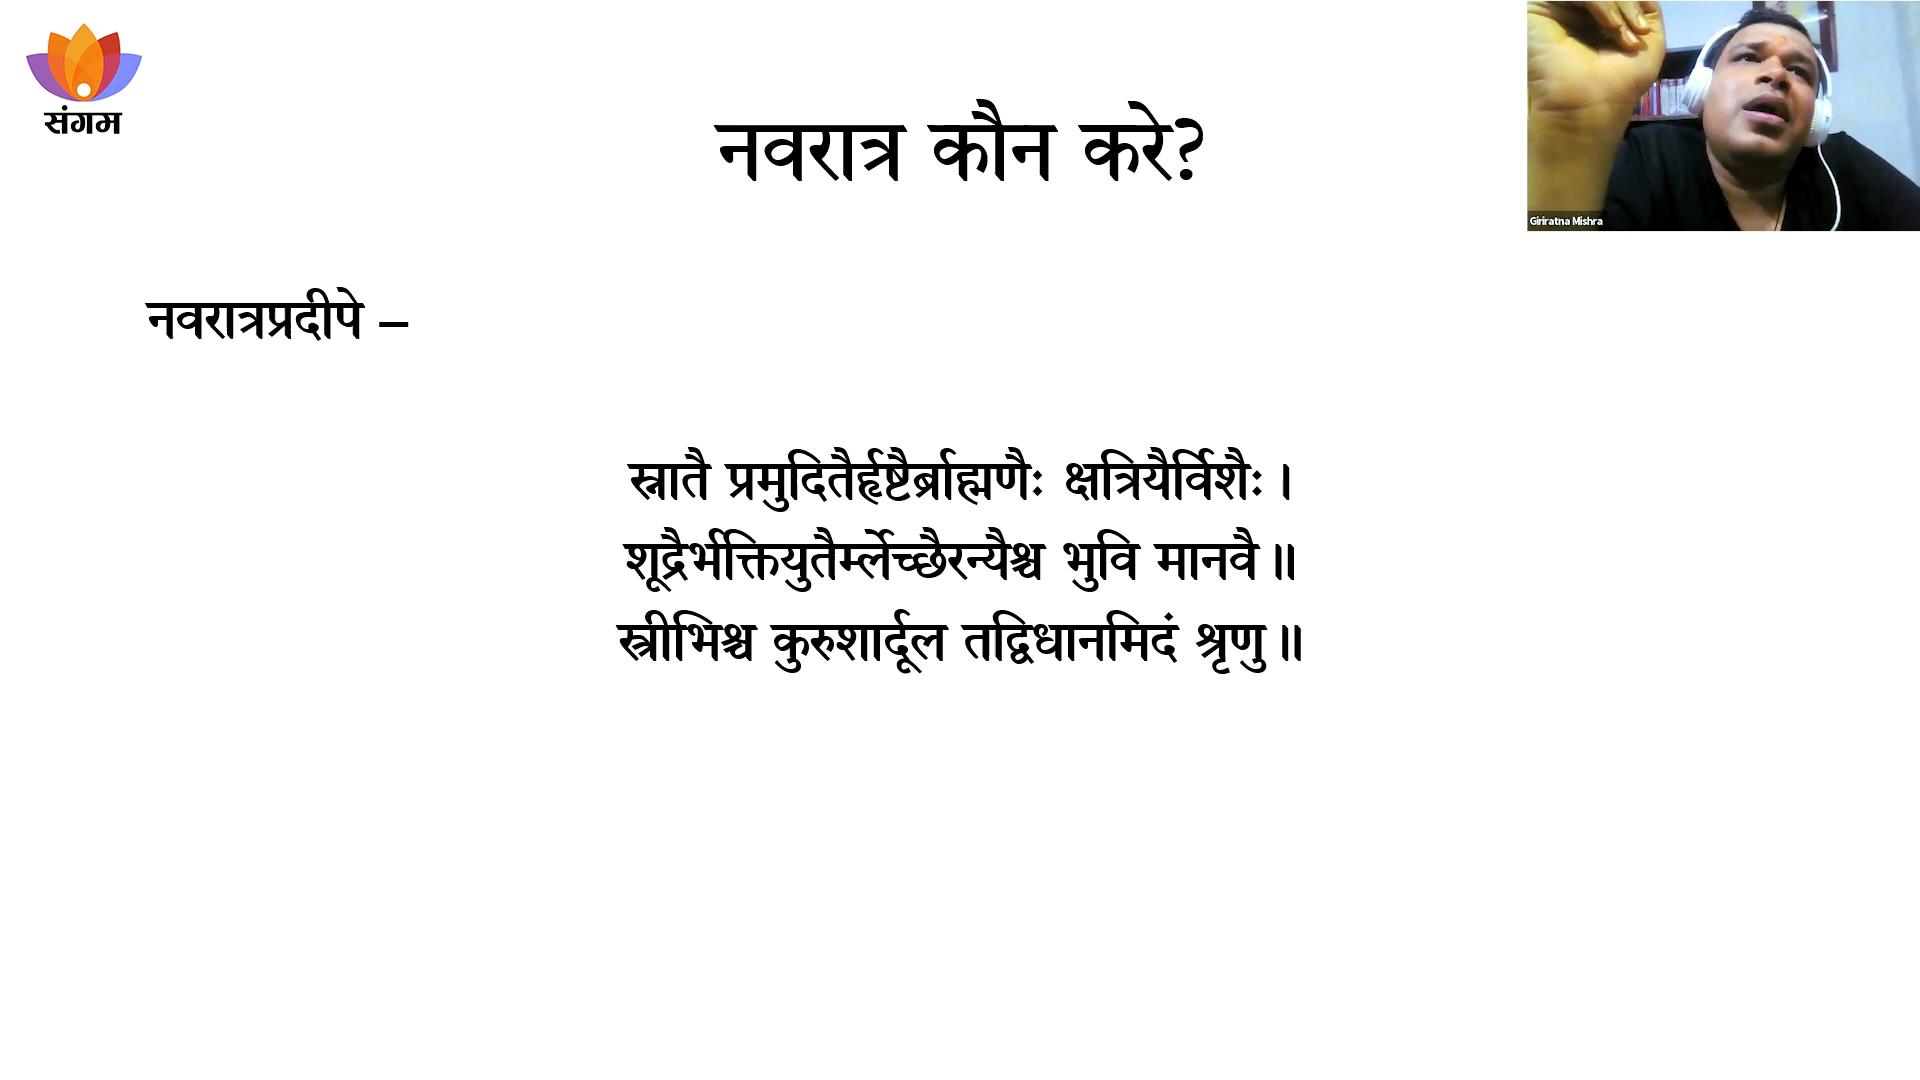 संगम
नवरात्र कौन करे?
Giriratna Mishra
नवरात्रप्रदीपे –
स्नातै प्रमुदितैर्हृष्टैर्ब्राह्मणैः क्षत्रियैर्विशैः ।
शूद्रैर्भक्तियुतैर्म्लेच्छैरन्यैश्च भुवि मानवै ॥
स्त्रीभिश्च कुरुशार्दूल तद्विधानमिदं श्रृणु ॥